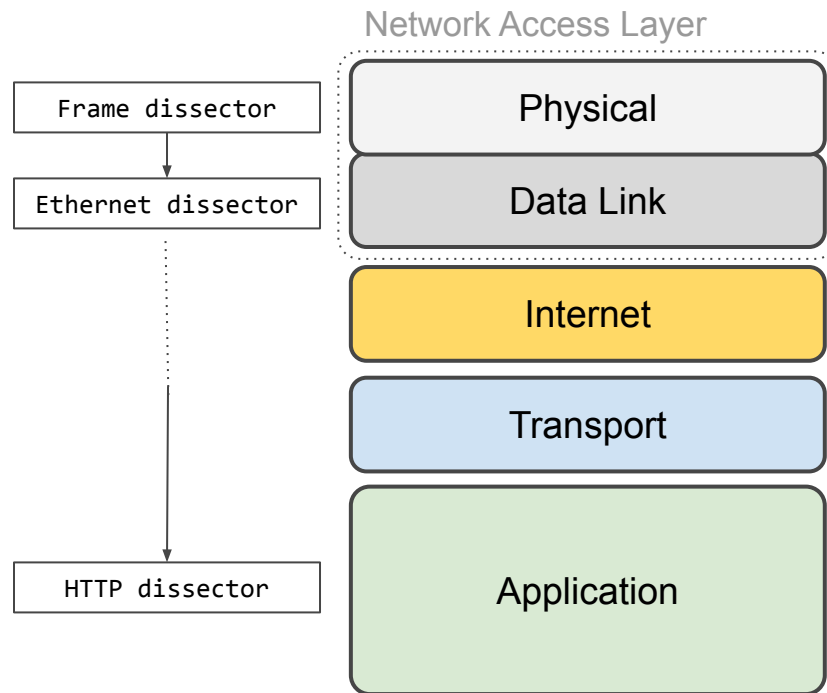 Network Access Layer
Frame dissector
Physical
Ethernet dissector
Data Link
Internet
Transport
HTTP dissector
Application